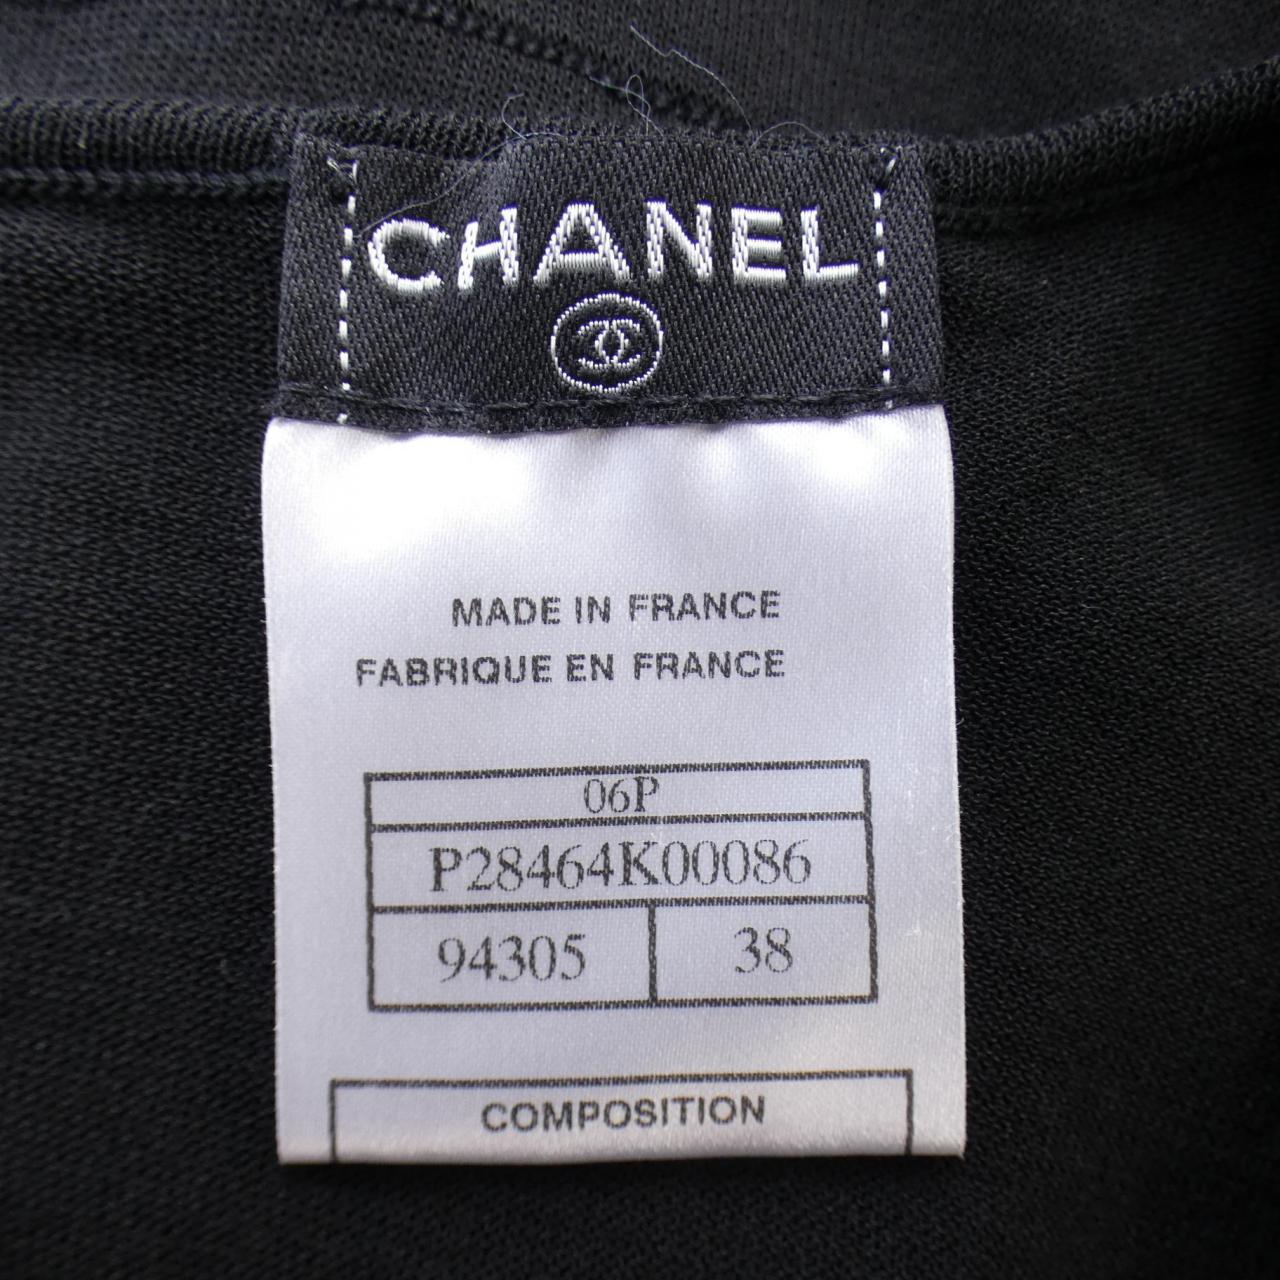 CHANEL
MADE IN FRANCE
FABRIQUE EN FRANCE
06P
P28464K00086
94305 38
COMPOSITION